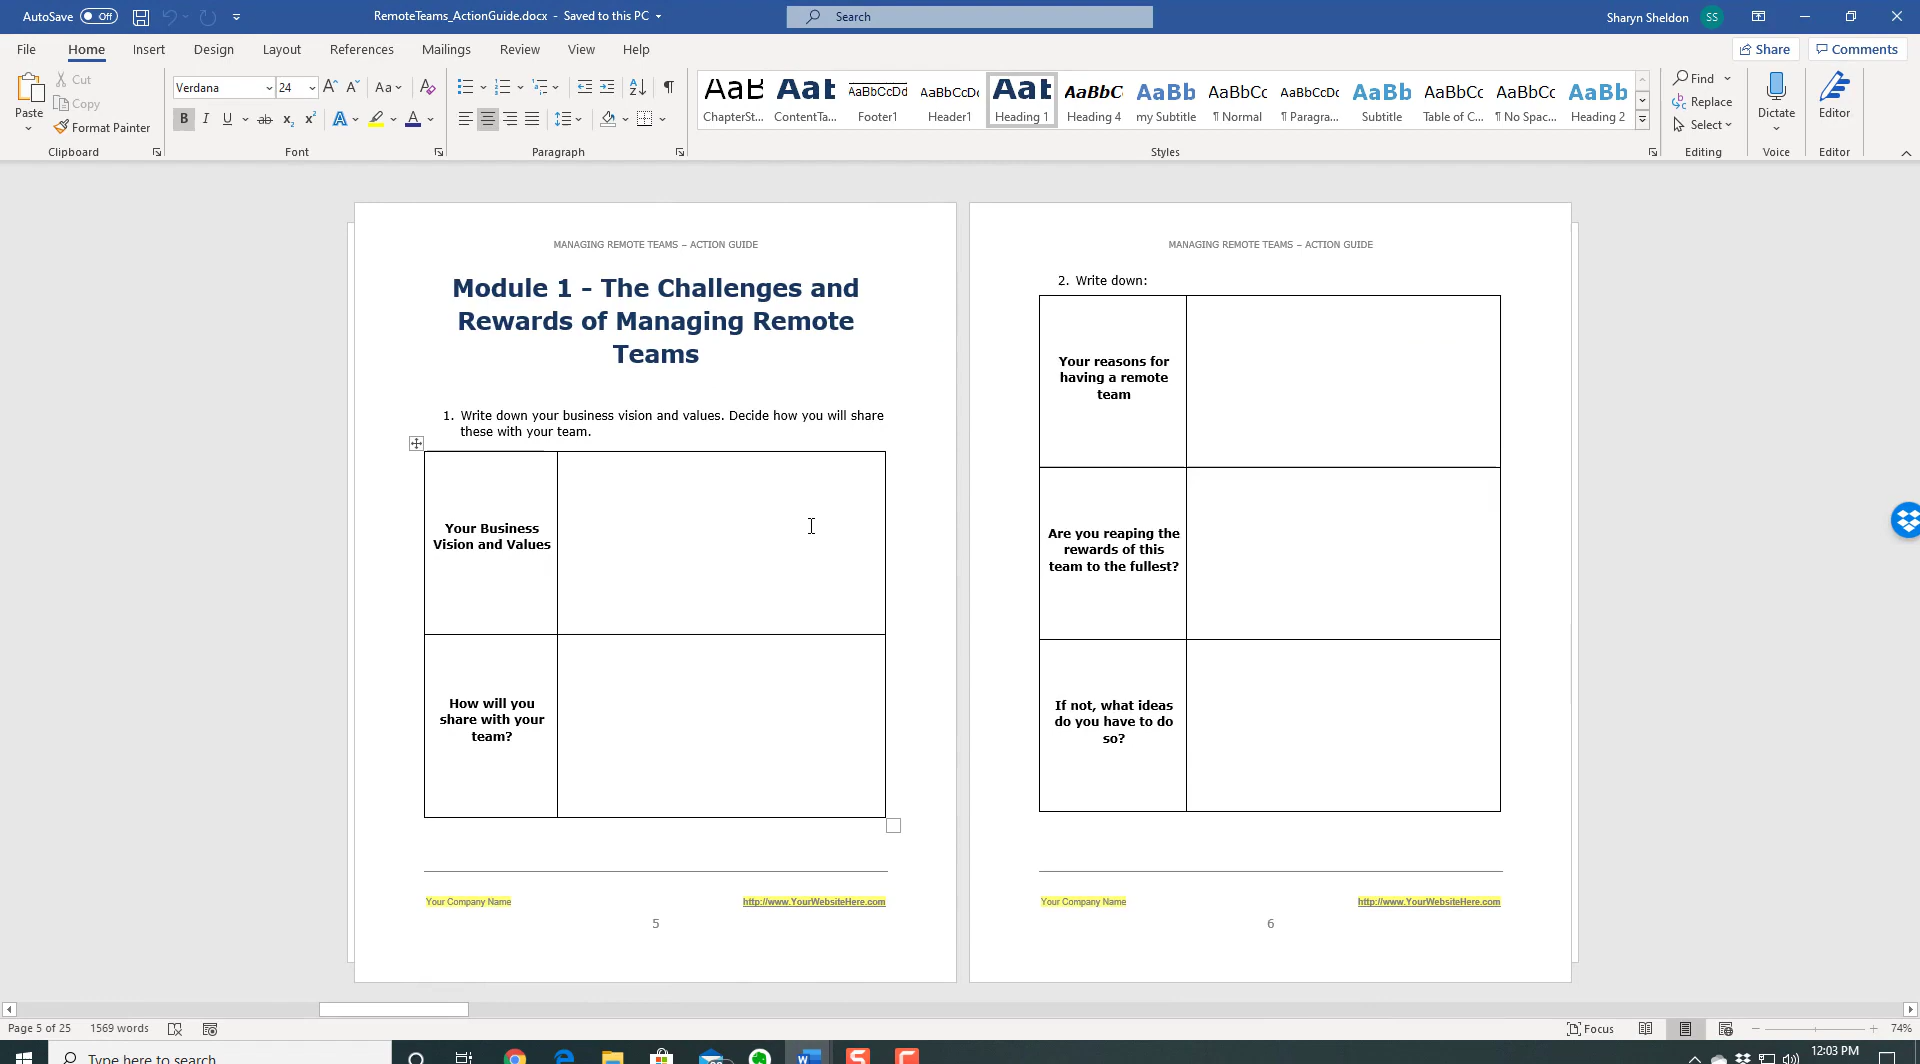 AutoSave Off RemoteTeams_ActionGuide.docx - Saved to this PC Search Sharyn Sheldon SS
File Home Insert Design Layout References Mailings Review View Help Share Comments
Paste Cut Copy Format Painter
Clipboard
Verdana 24 Aa
B I U ab x₂ x² A A
Font
Paragraph
AaB AaB AaBbCcDd AaBbCcDc AaB AaBbC AaBb AaBbCc AaBbCcDc AaBb AaBbCc AaBbCc AaBb
ChapterSt... ContentTa... Footer1 Header1 Heading 1 Heading 4 my Subtitle ¶ Normal ¶ Paragra... Subtitle Table of C... ¶ No Spac... Heading 2
Styles
Find
Replace
Select
Editing
Dictate
Voice
Editor
Editor
MANAGING REMOTE TEAMS – ACTION GUIDE
Module 1 - The Challenges and
Rewards of Managing Remote
Teams
1. Write down your business vision and values. Decide how you will share
these with your team.
Your Business
Vision and Values
How will you
share with your
team?
Your Company Name http://www.YourWebsiteHere.com
5
MANAGING REMOTE TEAMS – ACTION GUIDE
2. Write down:
Your reasons for
having a remote
team
Are you reaping the
rewards of this
team to the fullest?
If not, what ideas
do you have to do
so?
Your Company Name http://www.YourWebsiteHere.com
6
Page 5 of 25 1569 words Focus 74%
Type here to search 12:03 PM